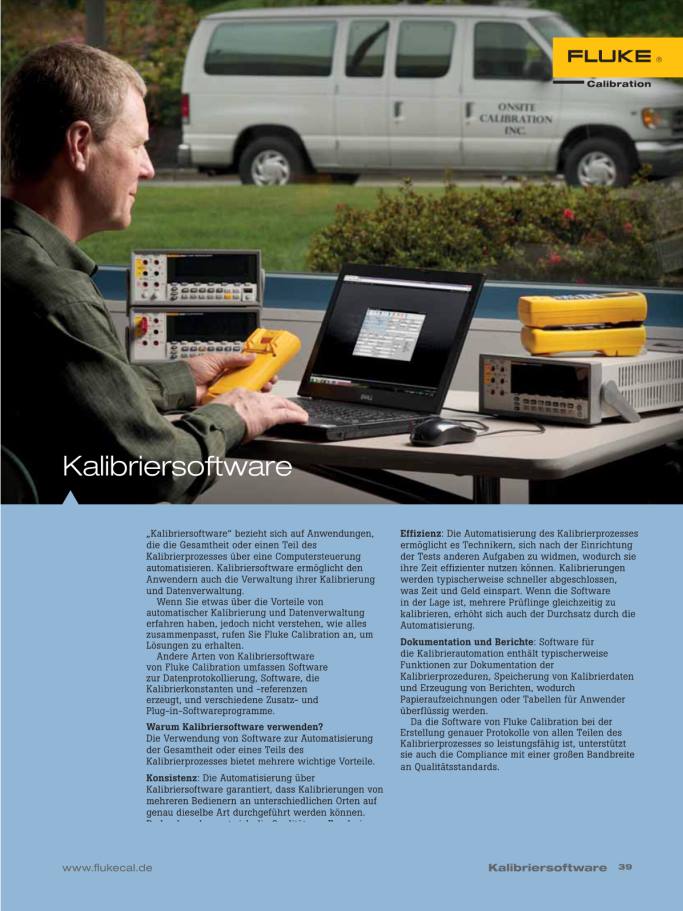 FLUKE ®
Calibration
ONSITE
CALIBRATION
INC.
DELL
Kalibriersoftware
„Kalibriersoftware“ bezieht sich auf Anwendungen,
die die Gesamtheit oder einen Teil des
Kalibrierprozesses über eine Computersteuerung
automatisieren. Kalibriersoftware ermöglicht den
Anwendern auch die Verwaltung ihrer Kalibrierung
und Datenverwaltung.
Wenn Sie etwas über die Vorteile von
automatischer Kalibrierung und Datenverwaltung
erfahren haben, jedoch nicht verstehen, wie alles
zusammenpasst, rufen Sie Fluke Calibration an, um
Lösungen zu erhalten.
Andere Arten von Kalibriersoftware
von Fluke Calibration umfassen Software
zur Datenprotokollierung, Software, die
Kalibrierkonstanten und -referenzen
erzeugt, und verschiedene Zusatz- und
Plug-in-Softwareprogramme.
Warum Kalibriersoftware verwenden?
Die Verwendung von Software zur Automatisierung
der Gesamtheit oder eines Teils des
Kalibrierprozesses bietet mehrere wichtige Vorteile.
Konsistenz: Die Automatisierung über
Kalibriersoftware garantiert, dass Kalibrierungen von
mehreren Bedienern an unterschiedlichen Orten auf
genau dieselbe Art durchgeführt werden können.
Effizienz: Die Automatisierung des Kalibrierprozesses
ermöglicht es Technikern, sich nach der Einrichtung
der Tests anderen Aufgaben zu widmen, wodurch sie
ihre Zeit effizienter nutzen können. Kalibrierungen
werden typischerweise schneller abgeschlossen,
was Zeit und Geld einspart. Wenn die Software
in der Lage ist, mehrere Prüflinge gleichzeitig zu
kalibrieren, erhöht sich auch der Durchsatz durch die
Automatisierung.
Dokumentation und Berichte: Software für
die Kalibrierautomation enthält typischerweise
Funktionen zur Dokumentation der
Kalibrierprozeduren, Speicherung von Kalibrierdaten
und Erzeugung von Berichten, wodurch
Papieraufzeichnungen oder Tabellen für Anwender
überflüssig werden.
Da die Software von Fluke Calibration bei der
Erstellung genauer Protokolle von allen Teilen des
Kalibrierprozesses so leistungsfähig ist, unterstützt
sie auch die Compliance mit einer großen Bandbreite
an Qualitätsstandards.
www.flukecal.de
Kalibriersoftware 39